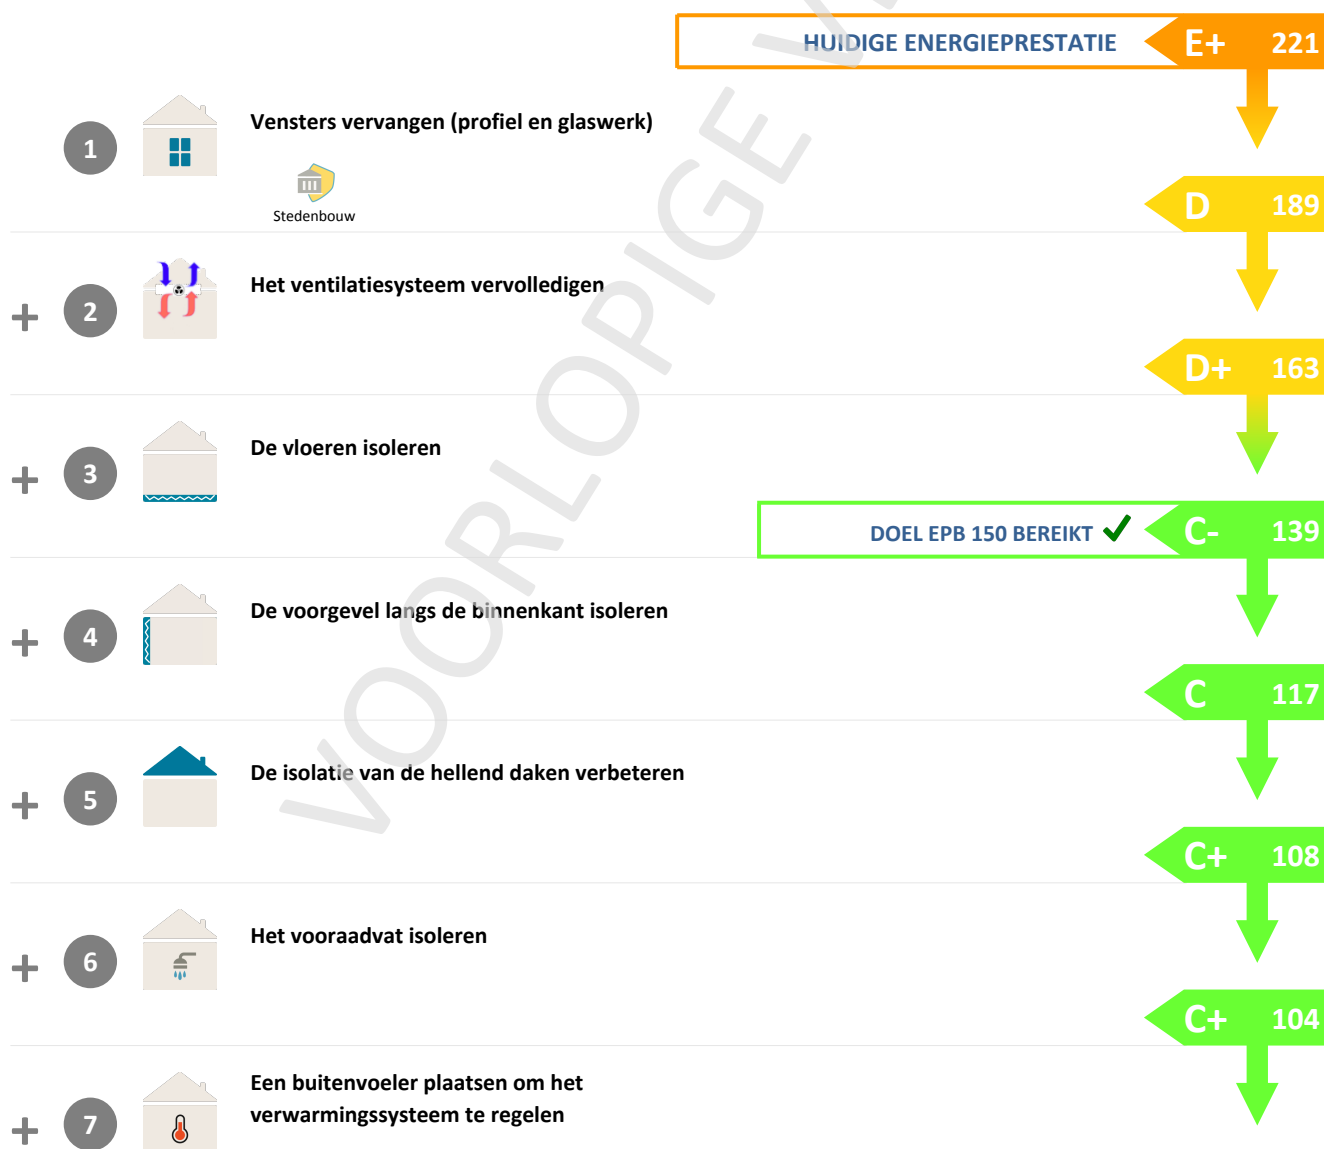 HUIDIGE ENERGIEPRESTATIE E+ 221
1 Vensters vervangen (profiel en glaswerk)
Stedenbouw
D 189
+ 2 Het ventilatiesysteem vervolledigen
D+ 163
+ 3 De vloeren isoleren
DOEL EPB 150 BEREIKT C- 139
+ 4 De voorgevel langs de binnenkant isoleren
C 117
+ 5 De isolatie van de hellend daken verbeteren
C+ 108
+ 6 Het vooraadvat isoleren
C+ 104
+ 7 Een buitenvoeler plaatsen om het
verwarmingssysteem te regelen
VOORLOPIGE